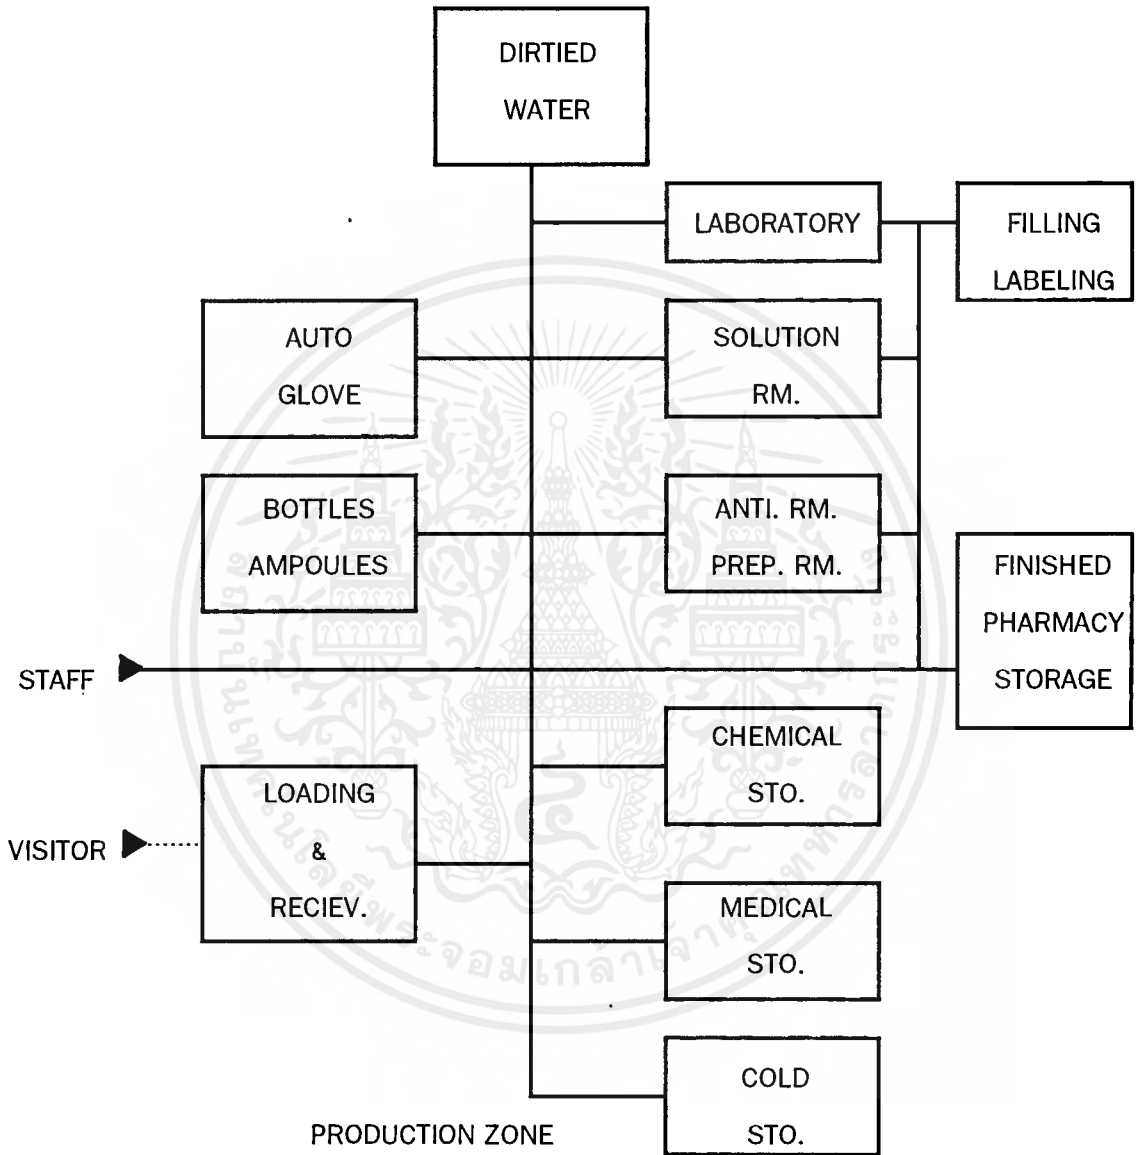 DIRTIED
WATER
LABORATORY
FILLING
LABELING
AUTO
GLOVE
SOLUTION
RM.
BOTTLES
AMPOULES
ANTI. RM.
PREP. RM.
FINISHED
PHARMACY
STORAGE
STAFF
CHEMICAL
STO.
LOADING
&
RECIEV.
VISITOR
MEDICAL
STO.
COLD
STO.
PRODUCTION ZONE